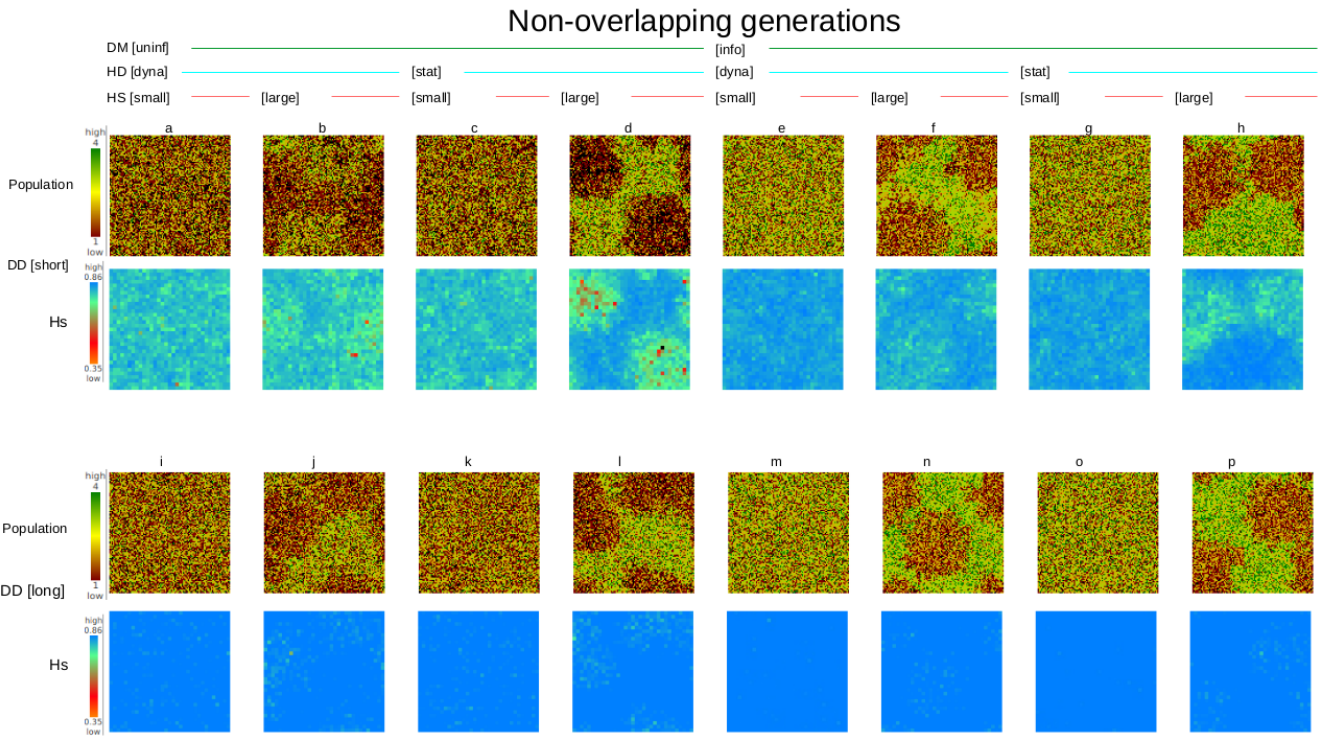 Non-overlapping generations
DM [uninf] [info]
HD [dyna] [stat] [dyna] [stat]
HS [small] [large] [small] [large] [small] [large] [small] [large]
a b c d e f g h
high
4
Population
1
low
DD [short]
high
0.86
Hs
0.35
low
i j k l m n o p
high
4
Population
1
low
DD [long]
high
0.86
Hs
0.35
low